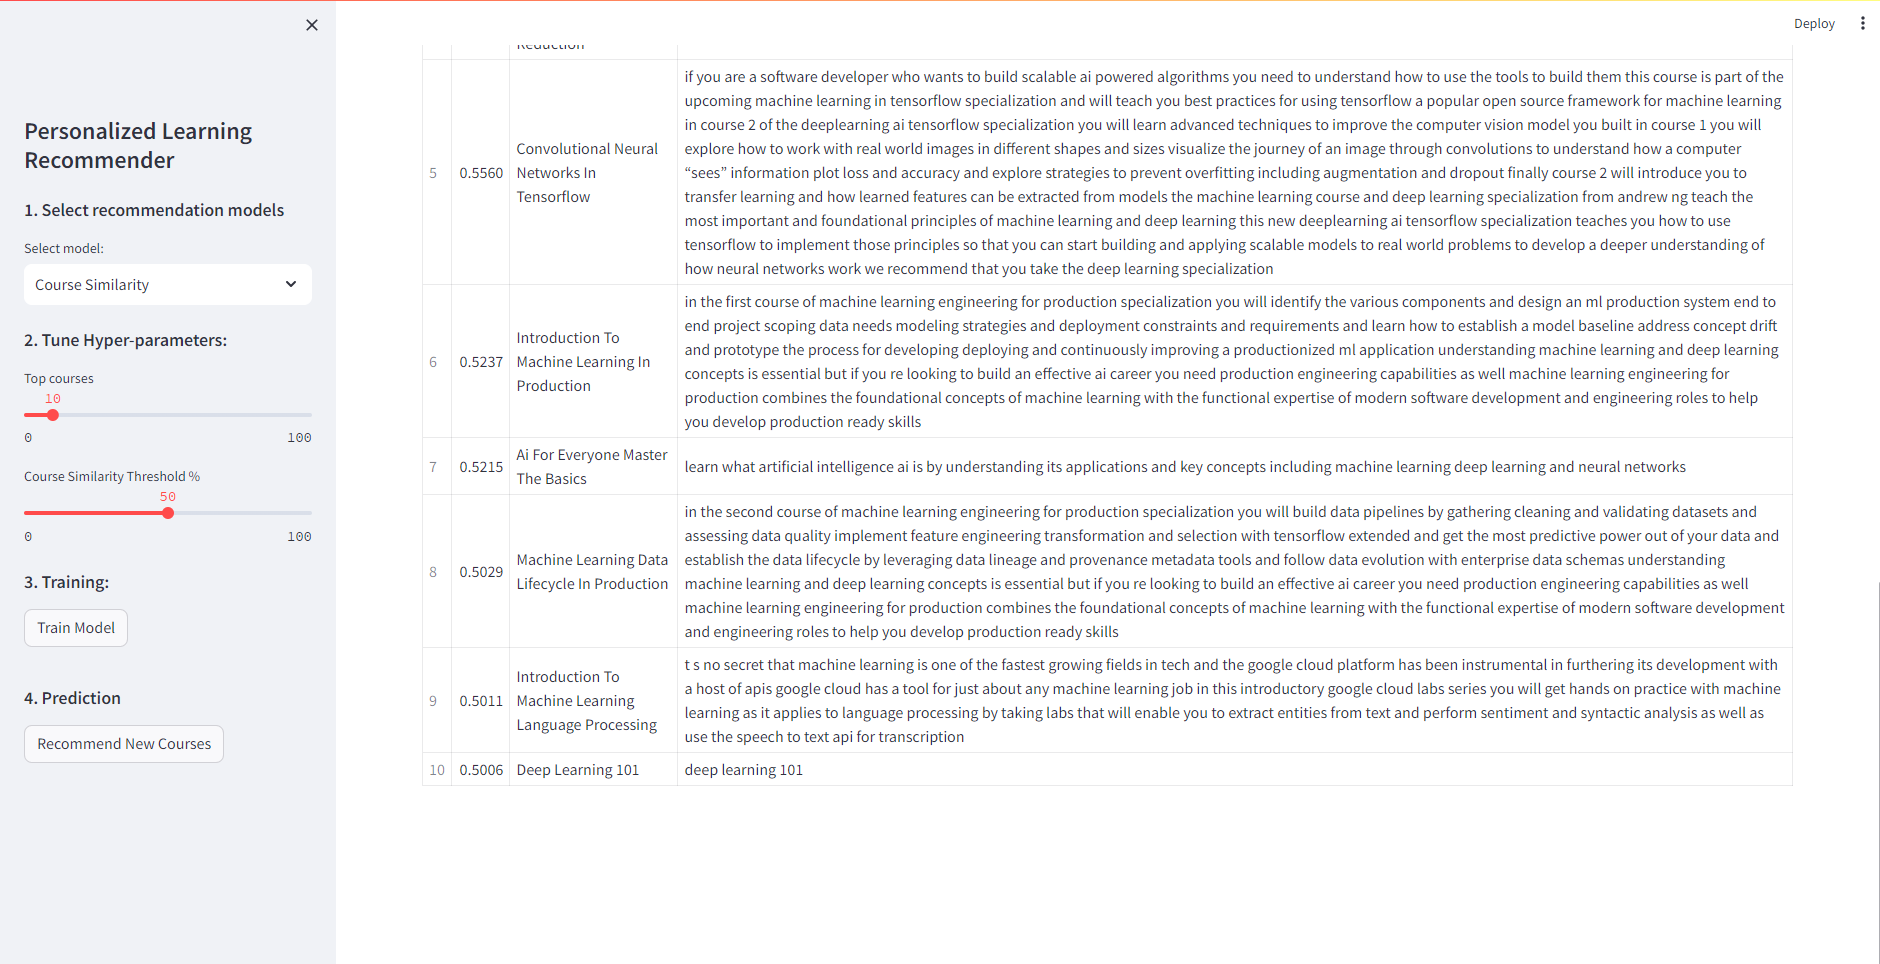 Deploy
Personalized Learning
Recommender
1. Select recommendation models
Select model:
Course Similarity
2. Tune Hyper-parameters:
Top courses
10
0 100
Course Similarity Threshold %
50
0 100
3. Training:
Train Model
4. Prediction
Recommend New Courses
Reduction
5
0.5560
Convolutional Neural
Networks In
Tensorflow
if you are a software developer who wants to build scalable ai powered algorithms you need to understand how to use the tools to build them this course is part of the
upcoming machine learning in tensorflow specialization and will teach you best practices for using tensorflow a popular open source framework for machine learning
in course 2 of the deeplearning ai tensorflow specialization you will learn advanced techniques to improve the computer vision model you built in course 1 you will
explore how to work with real world images in different shapes and sizes visualize the journey of an image through convolutions to understand how a computer
“sees” information plot loss and accuracy and explore strategies to prevent overfitting including augmentation and dropout finally course 2 will introduce you to
transfer learning and how learned features can be extracted from models the machine learning course and deep learning specialization from andrew ng teach the
most important and foundational principles of machine learning and deep learning this new deeplearning ai tensorflow specialization teaches you how to use
tensorflow to implement those principles so that you can start building and applying scalable models to real world problems to develop a deeper understanding of
how neural networks work we recommend that you take the deep learning specialization
6
0.5237
Introduction To
Machine Learning In
Production
in the first course of machine learning engineering for production specialization you will identify the various components and design an ml production system end to
end project scoping data needs modeling strategies and deployment constraints and requirements and learn how to establish a model baseline address concept drift
and prototype the process for developing deploying and continuously improving a productionized ml application understanding machine learning and deep learning
concepts is essential but if you re looking to build an effective ai career you need production engineering capabilities as well machine learning engineering for
production combines the foundational concepts of machine learning with the functional expertise of modern software development and engineering roles to help
you develop production ready skills
7
0.5215
Ai For Everyone Master
The Basics
learn what artificial intelligence ai is by understanding its applications and key concepts including machine learning deep learning and neural networks
8
0.5029
Machine Learning Data
Lifecycle In Production
in the second course of machine learning engineering for production specialization you will build data pipelines by gathering cleaning and validating datasets and
assessing data quality implement feature engineering transformation and selection with tensorflow extended and get the most predictive power out of your data and
establish the data lifecycle by leveraging data lineage and provenance metadata tools and follow data evolution with enterprise data schemas understanding
machine learning and deep learning concepts is essential but if you re looking to build an effective ai career you need production engineering capabilities as well
machine learning engineering for production combines the foundational concepts of machine learning with the functional expertise of modern software development
and engineering roles to help you develop production ready skills
9
0.5011
Introduction To
Machine Learning
Language Processing
t s no secret that machine learning is one of the fastest growing fields in tech and the google cloud platform has been instrumental in furthering its development with
a host of apis google cloud has a tool for just about any machine learning job in this introductory google cloud labs series you will get hands on practice with machine
learning as it applies to language processing by taking labs that will enable you to extract entities from text and perform sentiment and syntactic analysis as well as
use the speech to text api for transcription
10
0.5006
Deep Learning 101
deep learning 101